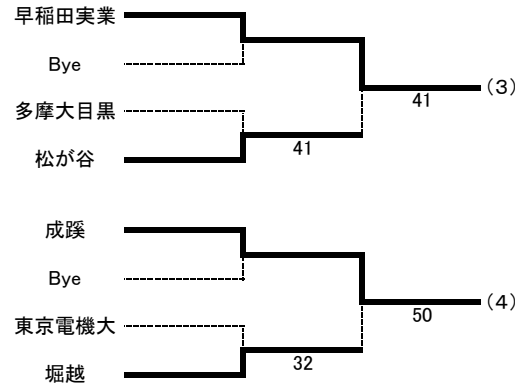 早稲田実業
Bye
多摩大目黒
松が谷
41
41
(３)
成蹊
Bye
東京電機大
堀越
32
50
(４)